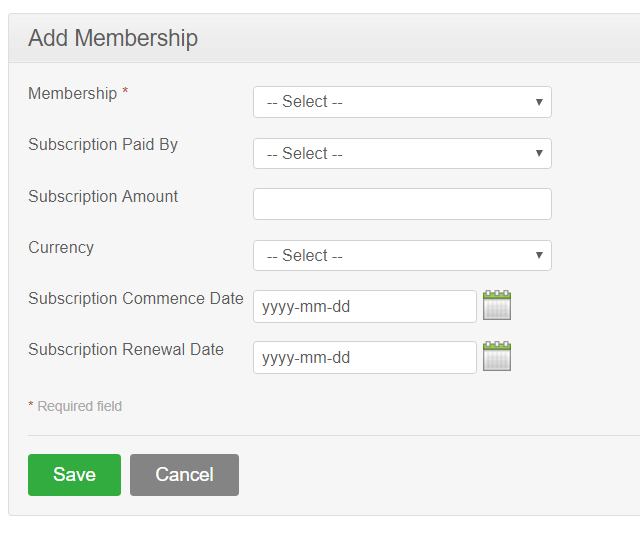 Add Membership
Membership *
-- Select --
Subscription Paid By
-- Select --
Subscription Amount
Currency
-- Select --
Subscription Commence Date
yyyy-mm-dd
Subscription Renewal Date
yyyy-mm-dd
* Required field
Save
Cancel